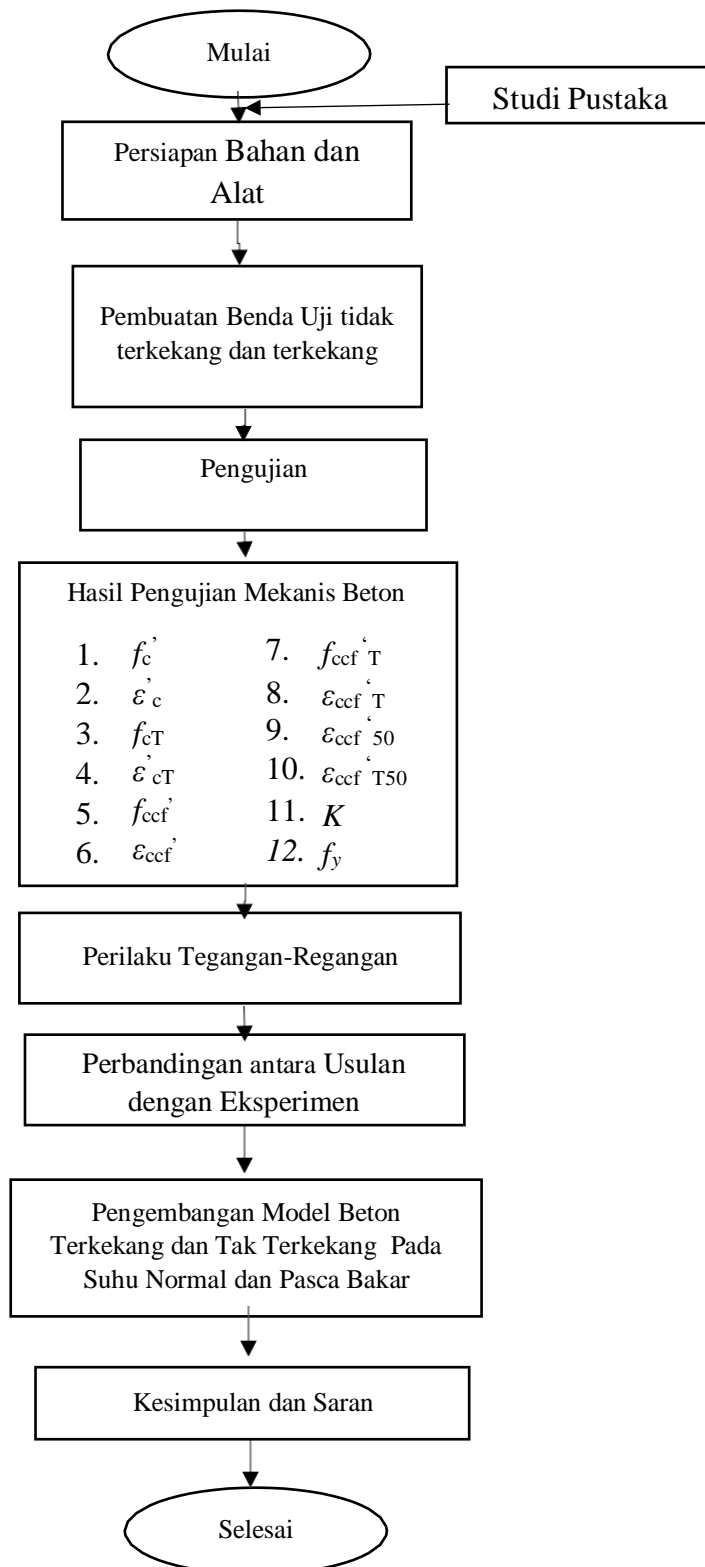 Mulai
Studi Pustaka
Persiapan Bahan dan
Alat
Pembuatan Benda Uji tidak
terkekang dan terkekang
Pengujian
Hasil Pengujian Mekanis Beton
1. fc’
2. ε’c
3. fcT
4. ε’cT
5. fccf’
6. εccf’
7. fccf‘T
8. εccf‘T
9. εccf‘50
10. εccf‘T50
11. K
12. fy
Perilaku Tegangan-Regangan
Perbandingan antara Usulan
dengan Eksperimen
Pengembangan Model Beton
Terkekang dan Tak Terkekang Pada
Suhu Normal dan Pasca Bakar
Kesimpulan dan Saran
Selesai